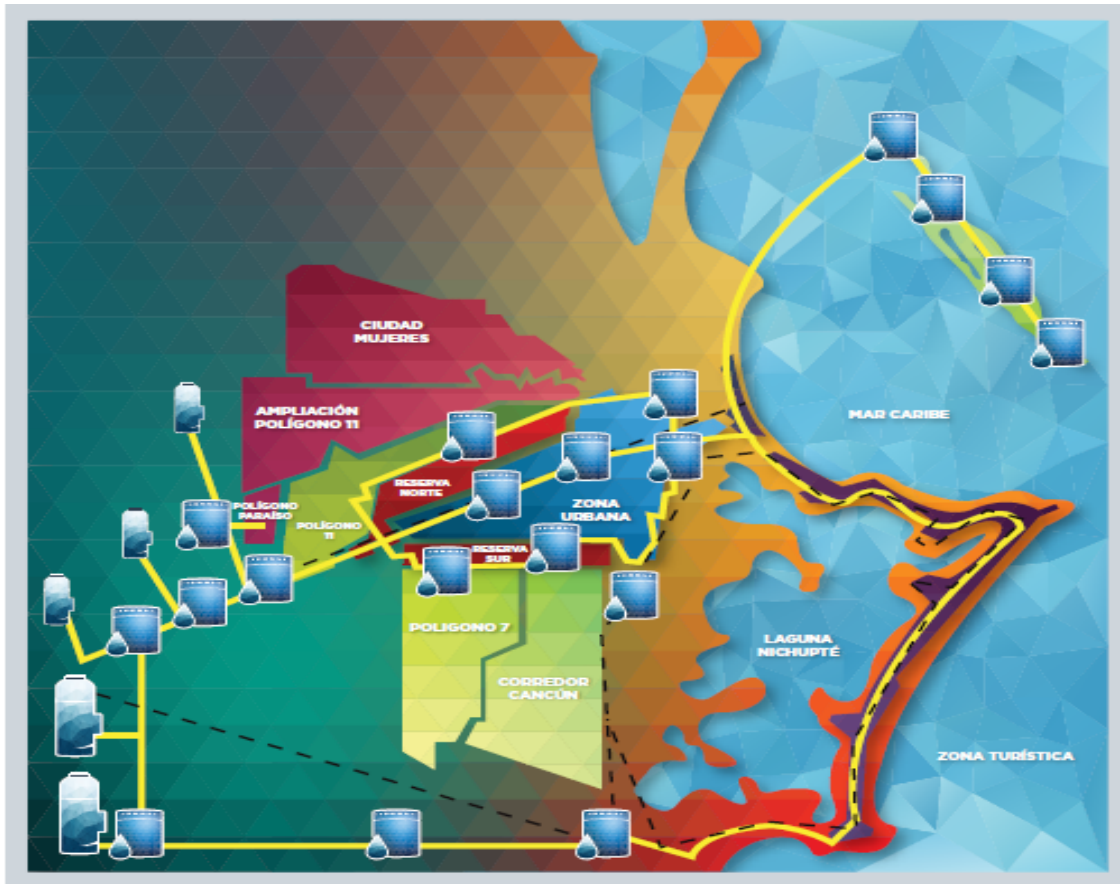 CIUDAD
MUJERES
AMPLIACIÓN
POLÍGONO 11
MAR CARIBE
RESERVA
NORTE
POLÍGONO
PARAÍSO
ZONA
URBANA
POLÍGONO
11
RESERVA
SUR
POLIGONO 7
LAGUNA
NICHUPTÉ
CORREDOR
CANCÚN
ZONA TURÍSTICA